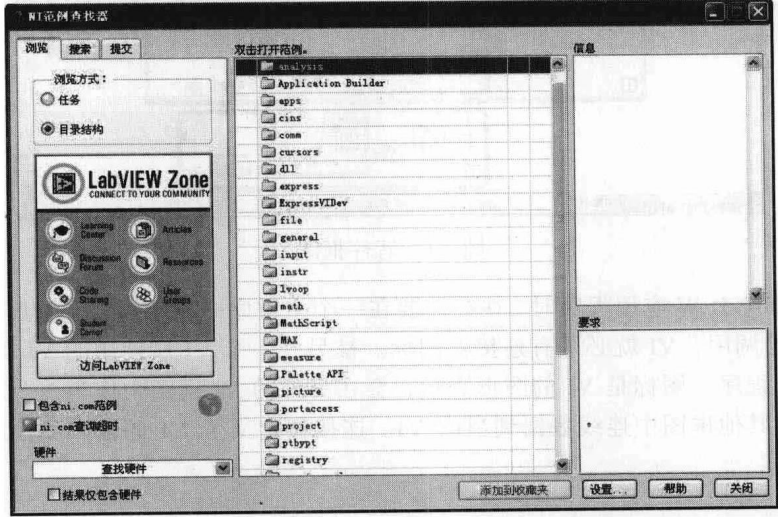 NI范例查找器
浏览 搜索 提交
双击打开范例。
信息
浏览方式：
任务
目录结构
LabVIEW Zone
CONNECT TO YOUR COMMUNITY
Learning Center
Articles
Discussion Forum
Resources
Code Sharing
User Groups
Student Corner
访问LabVIEW Zone
包含ni.com范例
ni.com查询超时
硬件
查找硬件
结果仅包含硬件
analysis
Application Builder
apps
cins
comm
cursors
dll
express
ExpressVIDev
file
general
input
instr
lvoop
math
MathScript
MAX
measure
Palette API
picture
portaccess
project
ptbypt
registry
要求
添加到收藏夹
设置...
帮助
关闭